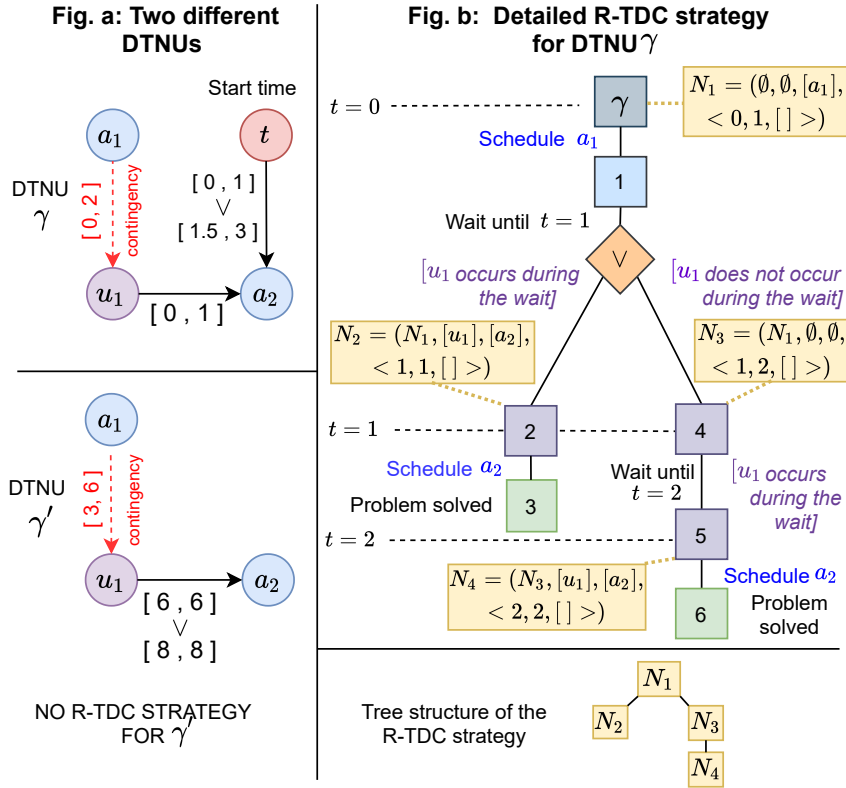 Fig. a: Two different
DTNUs
Start time
a₁
t
DTNU
γ
[ 0, 2 ]
contingency
[ 0 , 1 ]
∨
[ 1.5 , 3 ]
u₁
a₂
[ 0 , 1 ]
a₁
DTNU
γ′
[ 3, 6 ]
contingency
u₁
a₂
[ 6 , 6 ]
∨
[ 8 , 8 ]
NO R-TDC STRATEGY
FOR γ′
Fig. b: Detailed R-TDC strategy
for DTNU γ
t = 0
γ
N₁ = (∅, ∅, [a₁],
< 0, 1, [ ] >)
Schedule a₁
1
Wait until t = 1
∨
[u₁ occurs during
the wait]
[u₁ does not occur
during the wait]
N₂ = (N₁, [u₁], [a₂],
< 1, 1, [ ] >)
N₃ = (N₁, ∅, ∅,
< 1, 2, [ ] >)
t = 1
2
4
Schedule a₂
Wait until
t = 2
[u₁ occurs
during the
wait]
Problem solved
3
t = 2
5
N₄ = (N₃, [u₁], [a₂],
< 2, 2, [ ] >)
Schedule a₂
6
Problem
solved
Tree structure of the
R-TDC strategy
N₁
N₂
N₃
N₄